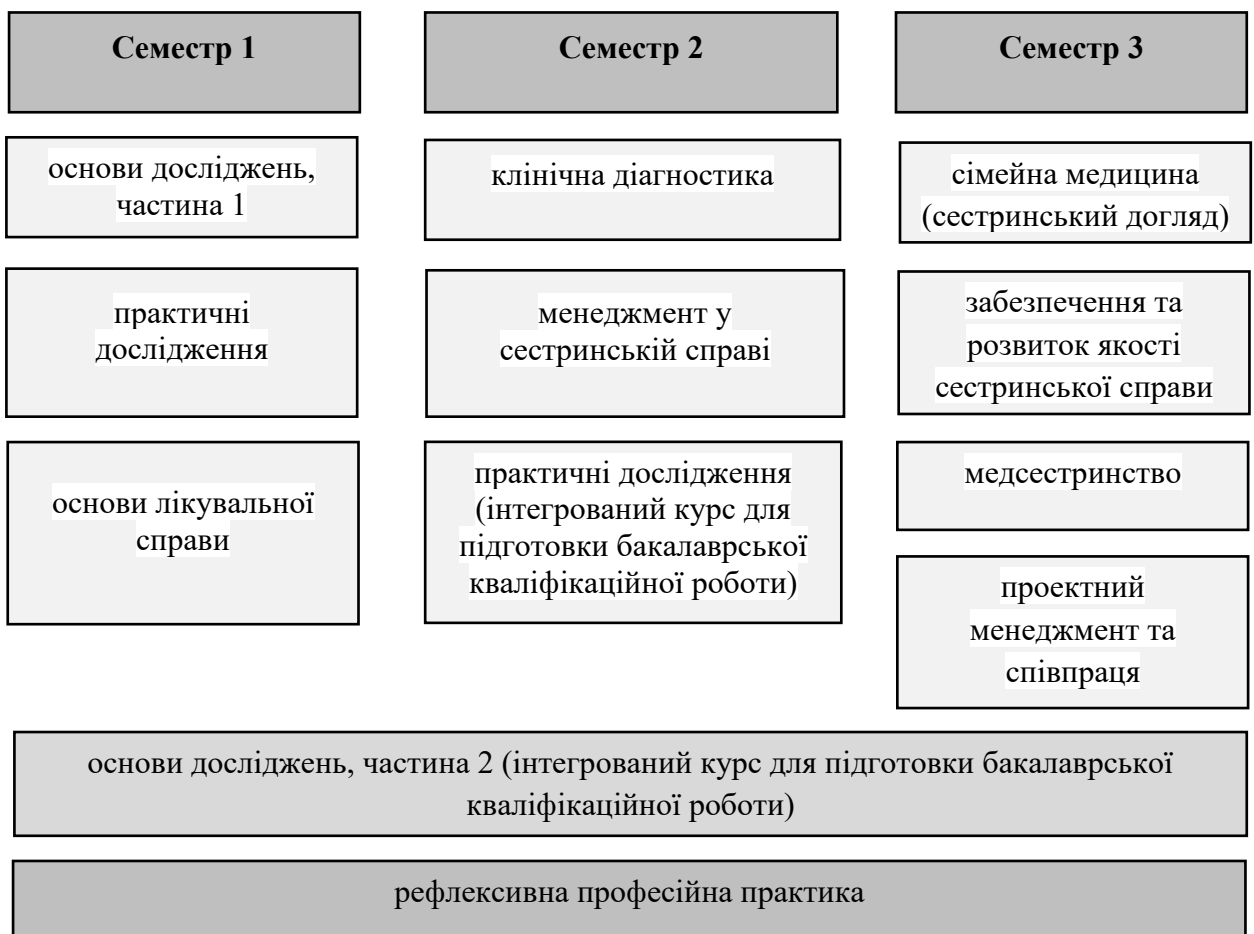 Семестр 1
Семестр 2
Семестр 3
основи досліджень,
частина 1
клінічна діагностика
сімейна медицина
(сестринський догляд)
практичні
дослідження
менеджмент у
сестринській справі
забезпечення та
розвиток якості
сестринської справи
основи лікувальної
справи
практичні дослідження
(інтегрований курс для
підготовки бакалаврської
кваліфікаційної роботи)
медсестринство
проектний
менеджмент та
співпраця
основи досліджень, частина 2 (інтегрований курс для підготовки бакалаврської
кваліфікаційної роботи)
рефлексивна професійна практика